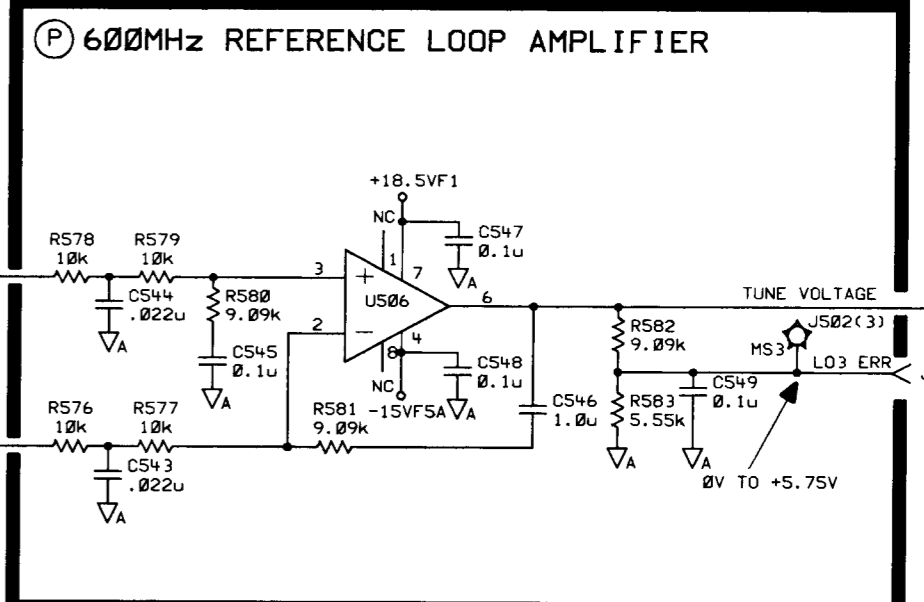 P 600MHz REFERENCE LOOP AMPLIFIER
+18.5VF1
NC
C547
0.1u
A
R578
10k
R579
10k
1
7
3
+
U506
6
C544
.022u
A
R580
9.09k
2
−
4
8
TUNE VOLTAGE
J502(3)
R582
9.09k
MS3
LO3 ERR
C545
0.1u
A
NC
C548
0.1u
A
-15VF5A
C549
0.1u
A
R576
10k
R577
10k
R581
9.09k
C546
1.0u
R583
5.55k
A
C543
.022u
A
0V TO +5.75V